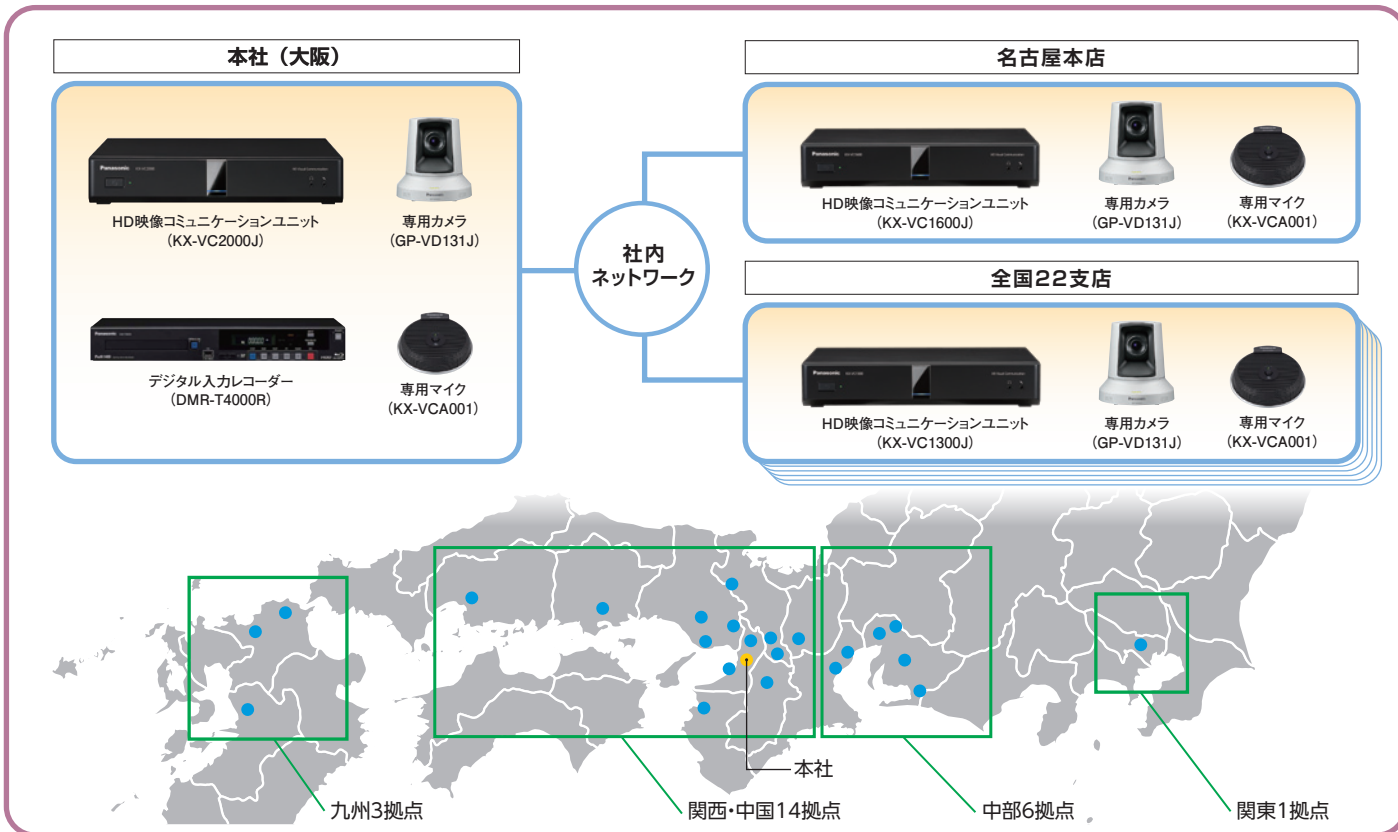 本社（大阪）
HD映像コミュニケーションユニット
(KX-VC2000J)
専用カメラ
(GP-VD131J)
デジタル入力レコーダー
(DMR-T4000R)
専用マイク
(KX-VCA001)
社内
ネットワーク
名古屋本店
HD映像コミュニケーションユニット
(KX-VC1600J)
専用カメラ
(GP-VD131J)
専用マイク
(KX-VCA001)
全国22支店
HD映像コミュニケーションユニット
(KX-VC1300J)
専用カメラ
(GP-VD131J)
専用マイク
(KX-VCA001)
Panasonic
Panasonic
Panasonic
Panasonic
本社
九州3拠点
関西・中国14拠点
中部6拠点
関東1拠点